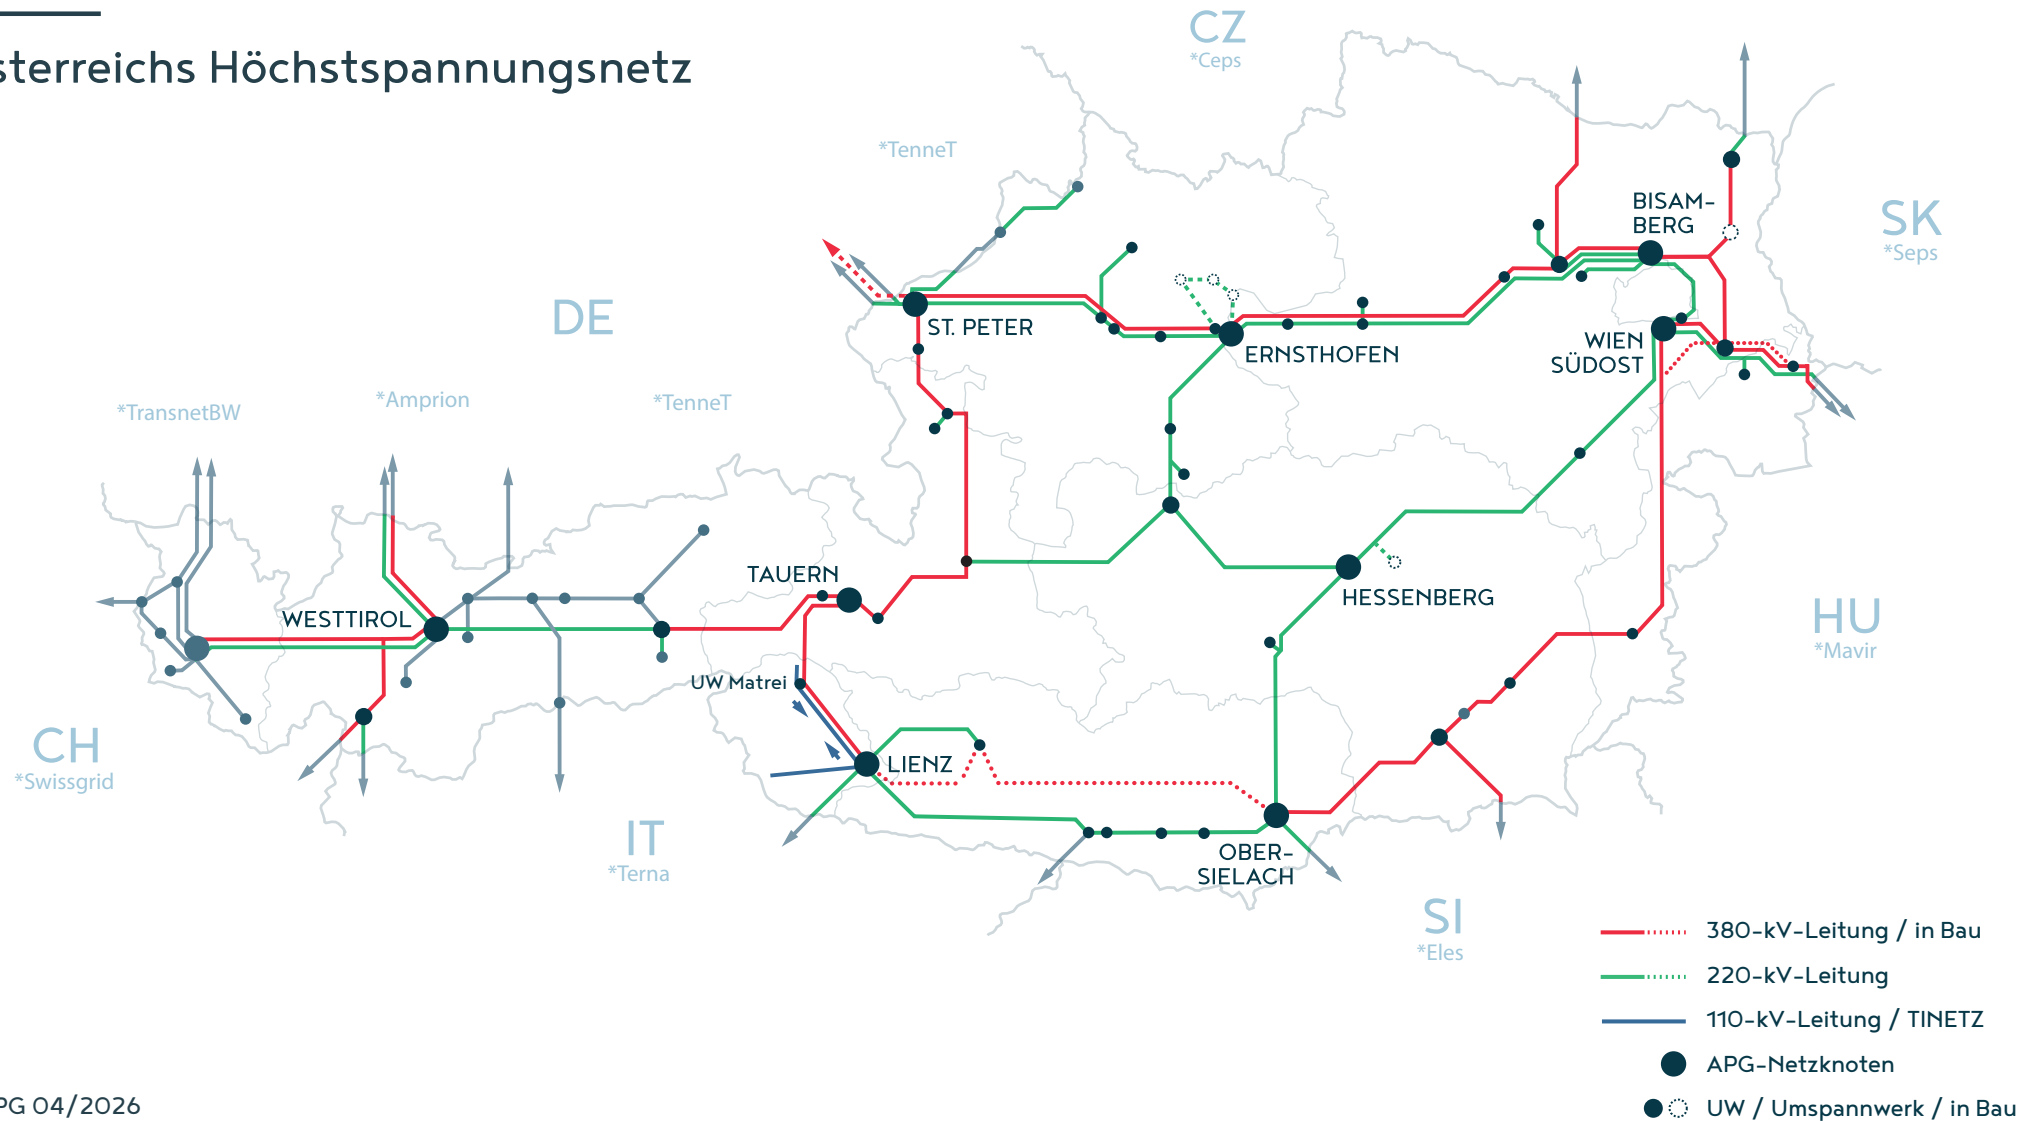 sterreichs Höchstspannungsnetz
CZ
*Ceps
*TenneT
BISAM-
BERG
SK
*Seps
DE
ST. PETER
WIEN
SÜDOST
ERNSTHOFEN
*TransnetBW
*Amprion
*TenneT
TAUERN
WESTTIROL
HESSENBERG
HU
*Mavir
UW Matrei
CH
*Swissgrid
LIENZ
IT
*Terna
OBER-
SIELACH
SI
*Eles
380-kV-Leitung / in Bau
220-kV-Leitung
110-kV-Leitung / TINETZ
APG-Netzknoten
PG 04/2026
UW / Umspannwerk / in Bau